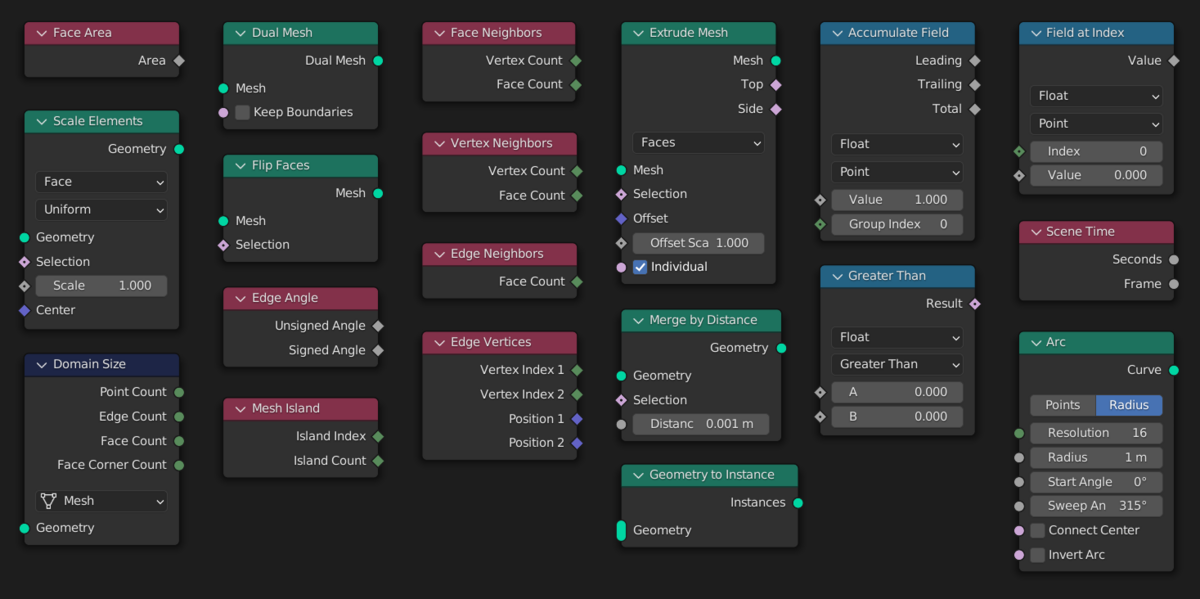 Face Area
Area
Scale Elements
Geometry
Face
Uniform
Geometry
Selection
Scale 1.000
Center
Domain Size
Point Count
Edge Count
Face Count
Face Corner Count
Mesh
Geometry
Dual Mesh
Dual Mesh
Mesh
Keep Boundaries
Flip Faces
Mesh
Mesh
Selection
Edge Angle
Unsigned Angle
Signed Angle
Mesh Island
Island Index
Island Count
Face Neighbors
Vertex Count
Face Count
Vertex Neighbors
Vertex Count
Face Count
Edge Neighbors
Face Count
Edge Vertices
Vertex Index 1
Vertex Index 2
Position 1
Position 2
Extrude Mesh
Mesh
Top
Side
Faces
Mesh
Selection
Offset
Offset Sca 1.000
Individual
Merge by Distance
Geometry
Geometry
Selection
Distanc 0.001 m
Geometry to Instance
Instances
Geometry
Accumulate Field
Leading
Trailing
Total
Float
Point
Value 1.000
Group Index 0
Greater Than
Result
Float
Greater Than
A 0.000
B 0.000
Field at Index
Value
Float
Point
Index 0
Value 0.000
Scene Time
Seconds
Frame
Arc
Curve
Points Radius
Resolution 16
Radius 1 m
Start Angle 0°
Sweep An 315°
Connect Center
Invert Arc